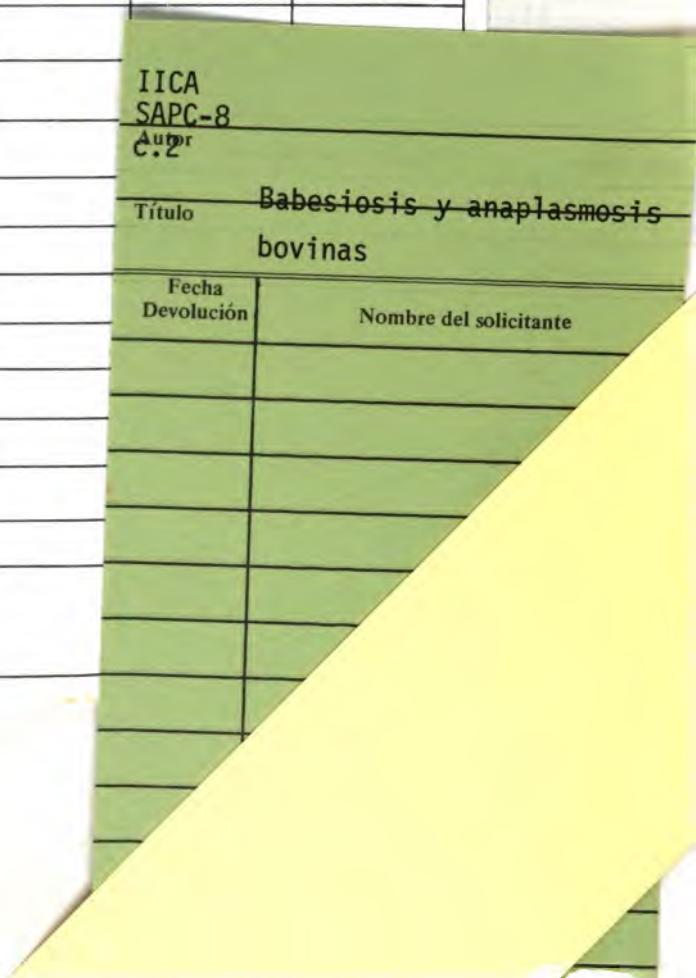 IICA
SAPC-8
c.2
Autor
Título Babesiosis y anaplasmosis
bovinas
Fecha
Devolución
Nombre del solicitante